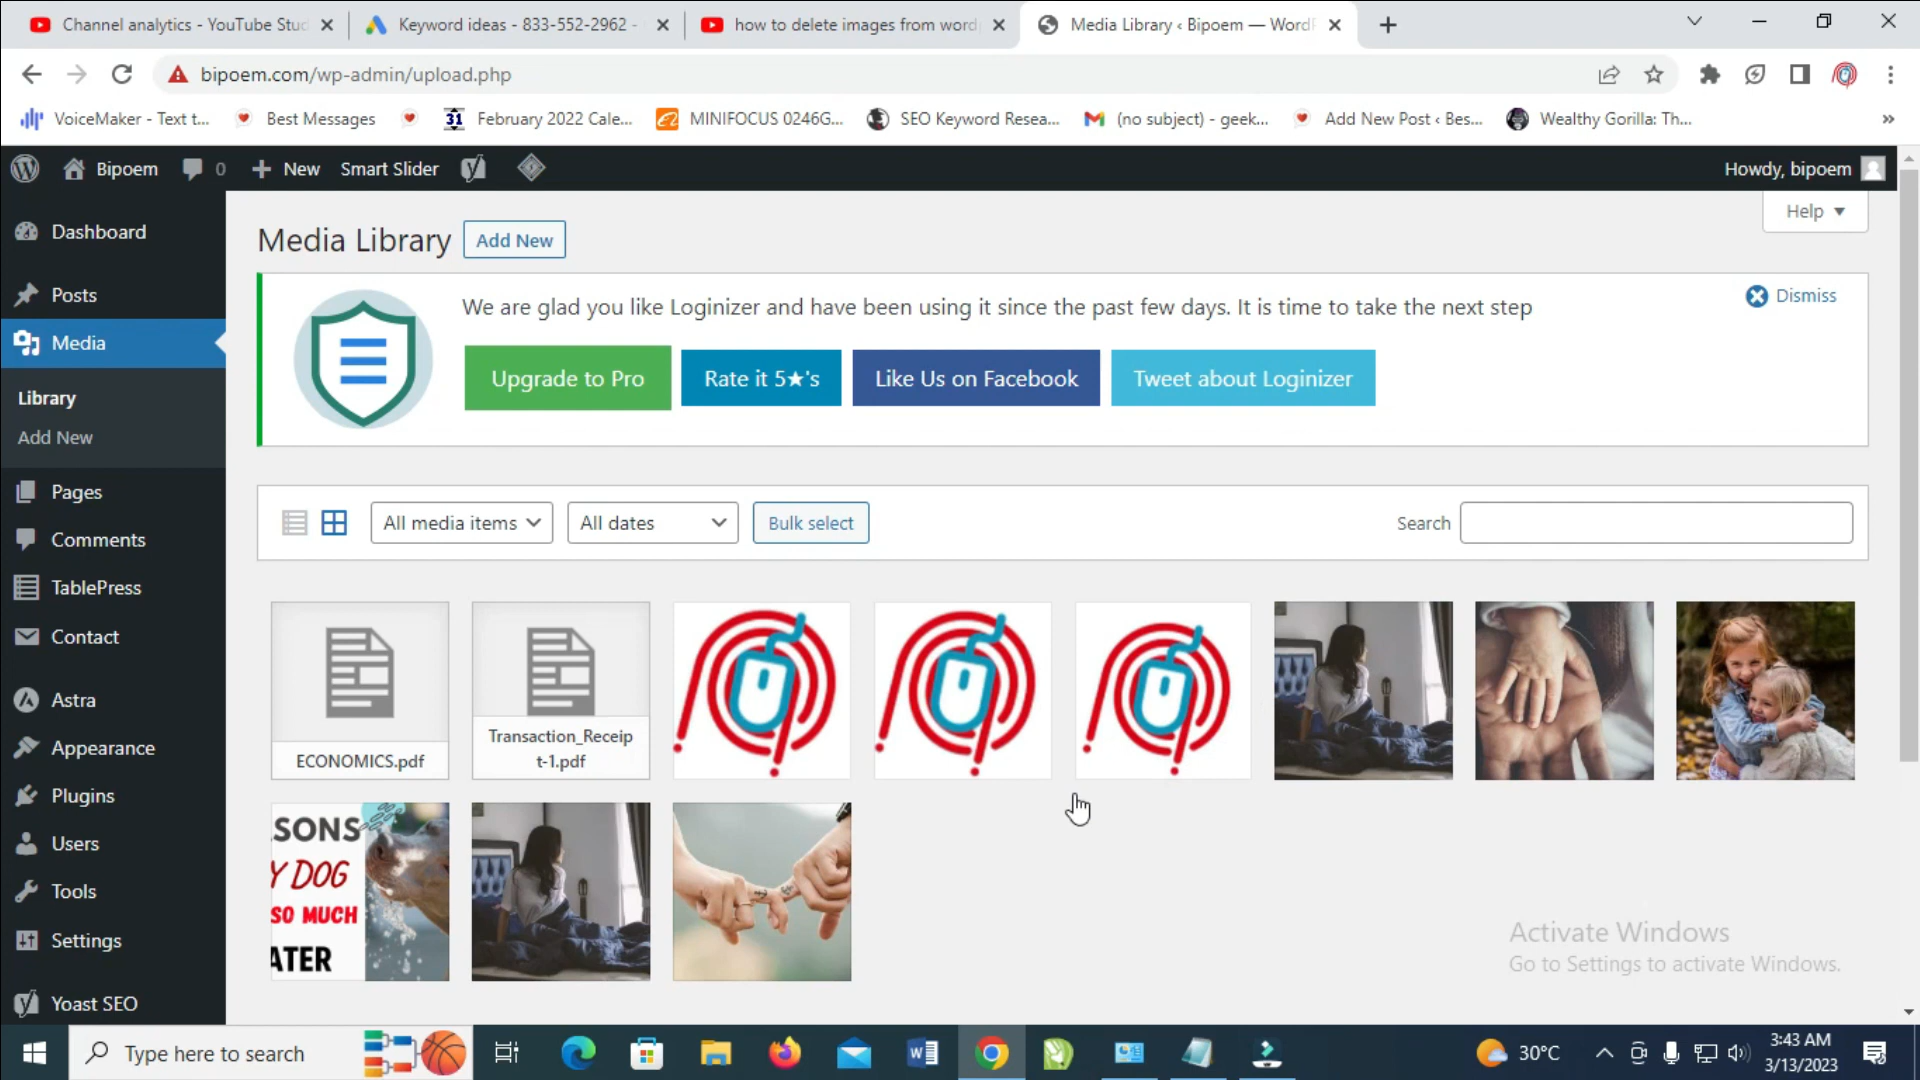 Channel analytics - YouTube Stud
Keyword ideas - 833-552-2962 -
how to delete images from word
Media Library ‹ Bipoem — WordP
bipoem.com/wp-admin/upload.php
VoiceMaker - Text t...
Best Messages
31
February 2022 Cale...
MINIFOCUS 0246G...
SEO Keyword Resea...
(no subject) - geek...
Add New Post ‹ Bes...
Wealthy Gorilla: Th...
»
Bipoem
0
New
Smart Slider
Howdy, bipoem
Dashboard
Posts
Media
Library
Add New
Pages
Comments
TablePress
Contact
Astra
Appearance
Plugins
Users
Tools
Settings
Yoast SEO
Help ▼
Media Library
Add New
We are glad you like Loginizer and have been using it since the past few days. It is time to take the next step
Dismiss
Upgrade to Pro
Rate it 5★'s
Like Us on Facebook
Tweet about Loginizer
All media items
All dates
Bulk select
Search
ECONOMICS.pdf
Transaction_Receip
t-1.pdf
SONS
Y DOG
SO MUCH
ATER
Activate Windows
Go to Settings to activate Windows.
Type here to search
30°C
3:43 AM
3/13/2023